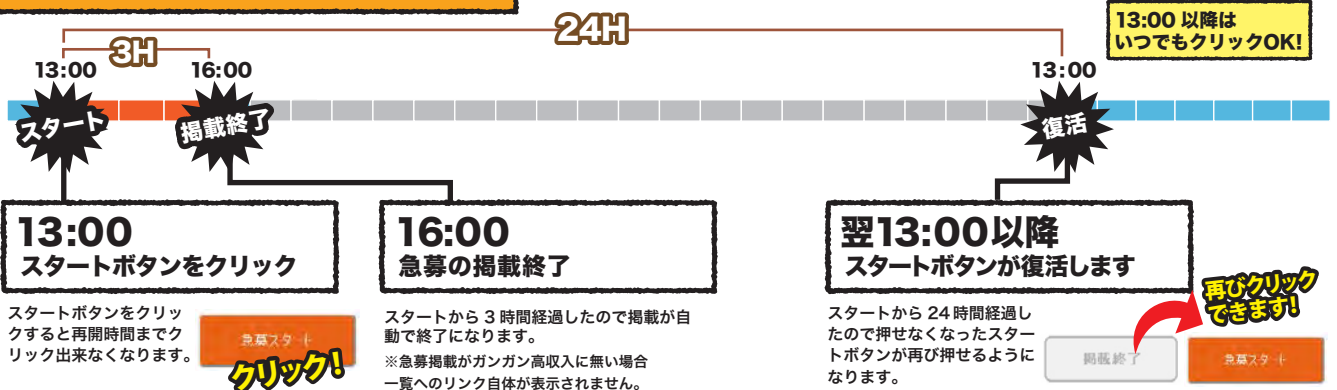 24H
13:00 以降は
いつでもクリックOK!
3H
13:00
16:00
13:00
スタート
掲載終了
復活
13:00
スタートボタンをクリック
スタートボタンをクリッ
クすると再開時間までク
リック出来なくなります。
急募スタート
クリック!
16:00
急募の掲載終了
スタートから 3 時間経過したので掲載が自
動で終了になります。
※急募掲載がガンガン高収入に無い場合
一覧へのリンク自体が表示されません。
翌13:00以降
スタートボタンが復活します
スタートから 24 時間経過し
たので押せなくなったスター
トボタンが再び押せるように
なります。
再びクリック
できます!
掲載終了
急募スタート